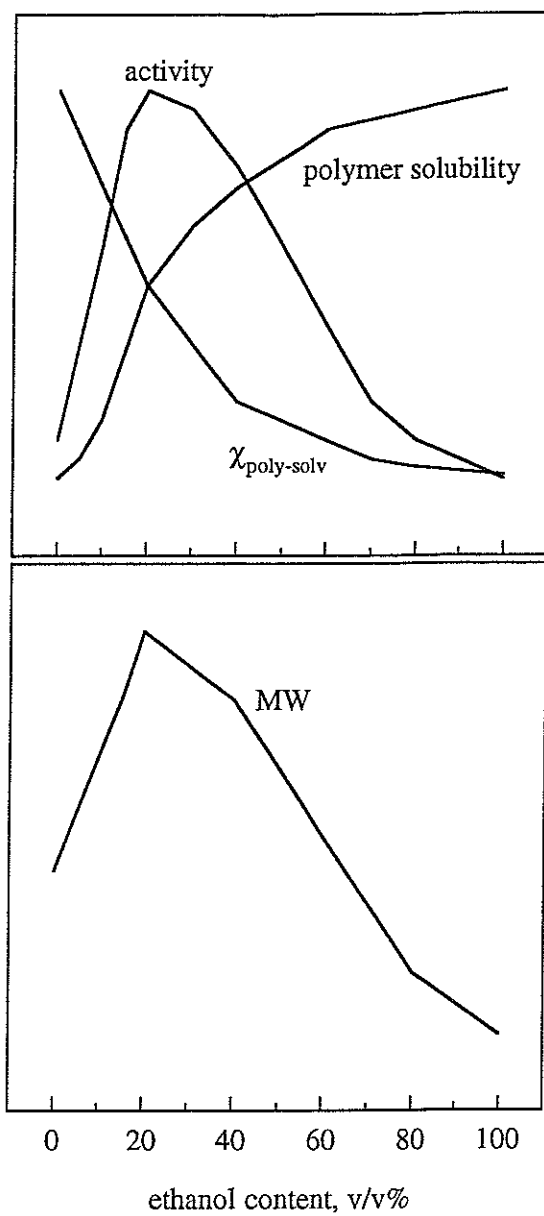 activity
polymer solubility
χpoly-solv
MW
0 20 40 60 80 100
ethanol content, v/v%